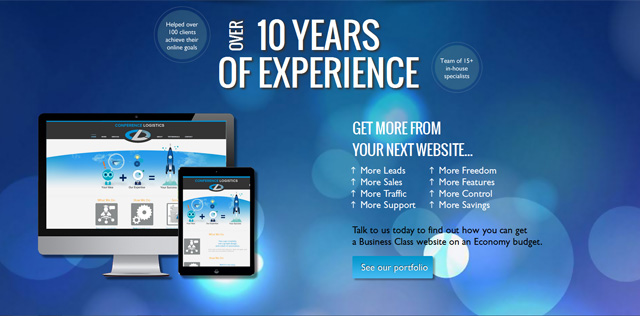 Helped over
100 clients
achieve their
online goals
OVER 10 YEARS
OF EXPERIENCE
Team of 15+
in-house
specialists
CONFERENCE LOGISTICS
CONFERENCE LOGISTICS
GET MORE FROM
YOUR NEXT WEBSITE...
↑ More Leads
↑ More Sales
↑ More Traffic
↑ More Support
↑ More Freedom
↑ More Features
↑ More Control
↑ More Savings
Talk to us today to find out how you can get
a Business Class website on an Economy budget.
See our portfolio